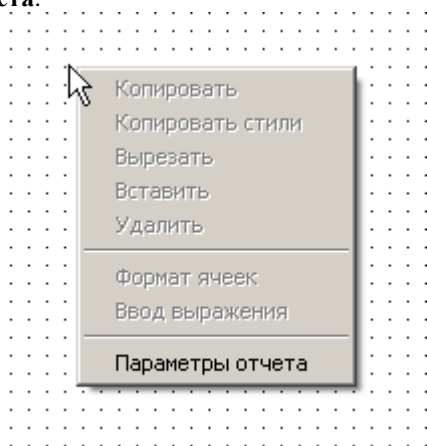 ста.
Копировать
Копировать стили
Вырезать
Вставить
Удалить
Формат ячеек
Ввод выражения
Параметры отчета